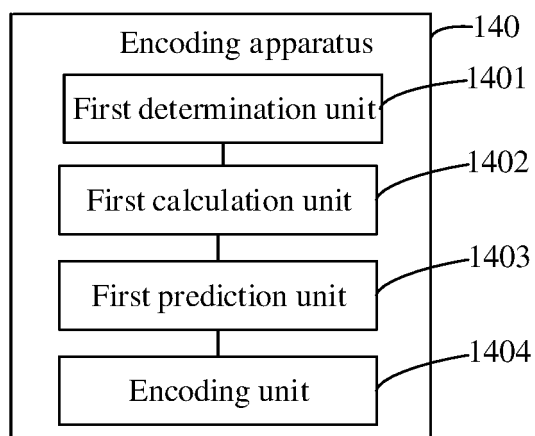 140
Encoding apparatus
1401
First determination unit
1402
First calculation unit
1403
First prediction unit
1404
Encoding unit